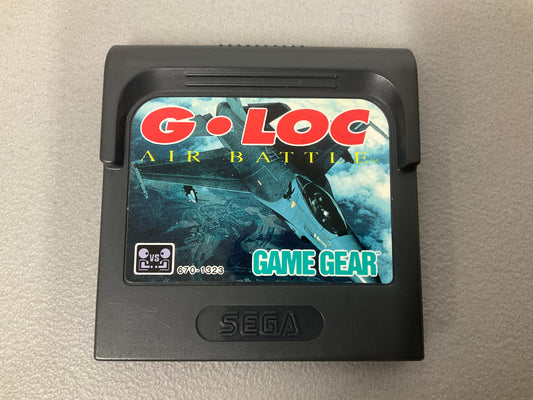 G·LOC
AIR BATTLE
VS
670-1323
GAME GEAR
SEGA